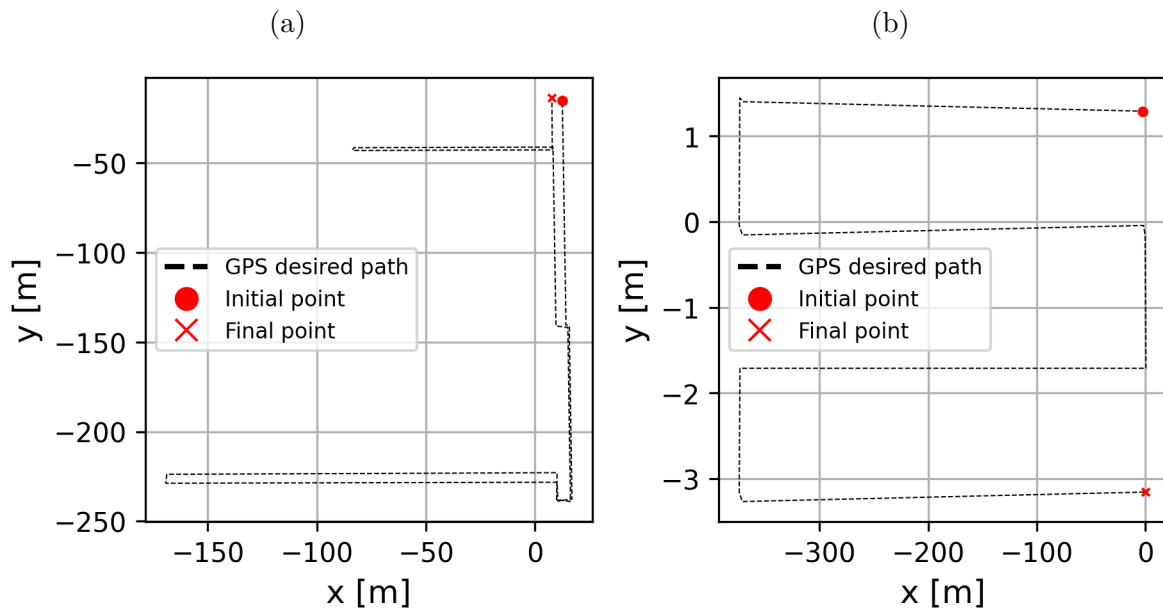 (a)
y [m]
−50
−100
−150
−200
−250
GPS desired path
Initial point
Final point
−150
−100
−50
0
x [m]
(b)
y [m]
1
0
−1
−2
−3
GPS desired path
Initial point
Final point
−300
−200
−100
0
x [m]